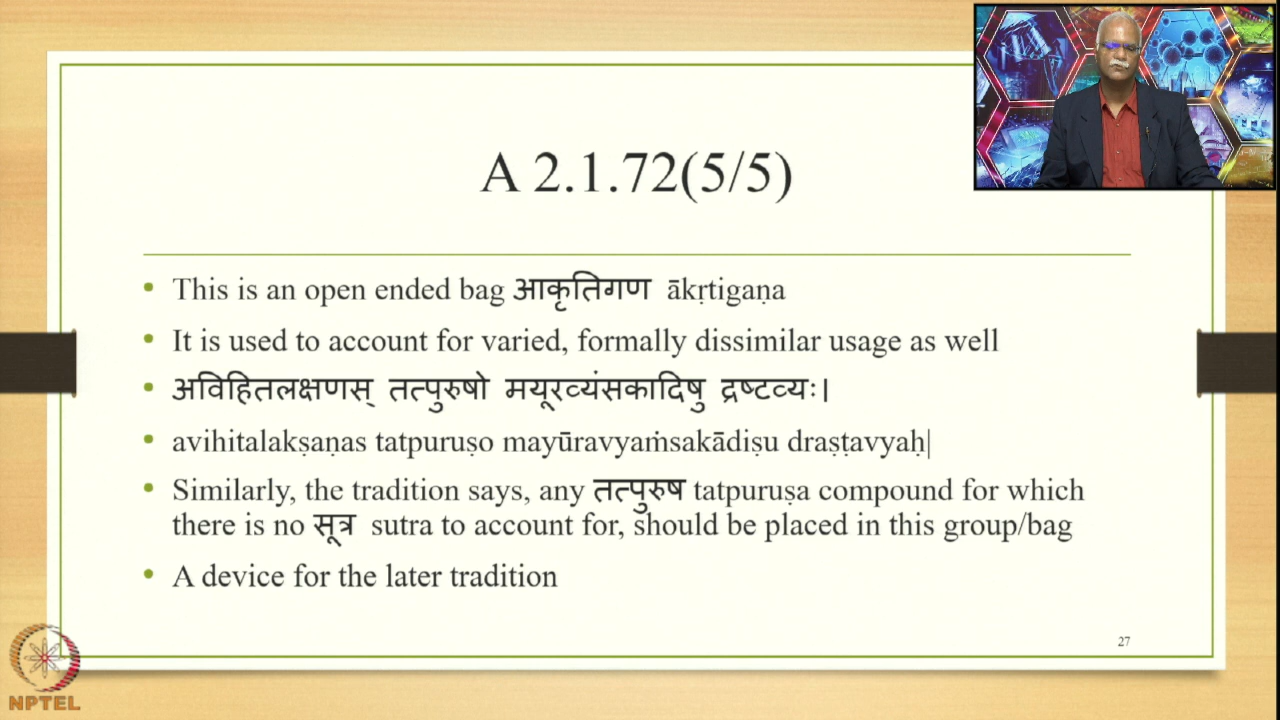 A 2.1.72(5/5)
• This is an open ended bag आकृतिगण ākṛtigaṇa
• It is used to account for varied, formally dissimilar usage as well
• अविहितलक्षणस् तत्पुरुषो मयूरव्यंसकादिषु द्रष्टव्यः।
• avihitalakṣaṇas tatpuruṣo mayūravyaṁsakādiṣu draṣṭavyaḥ|
• Similarly, the tradition says, any तत्पुरुष tatpuruṣa compound for which
there is no सूत्र sutra to account for, should be placed in this group/bag
• A device for the later tradition
27
NPTEL